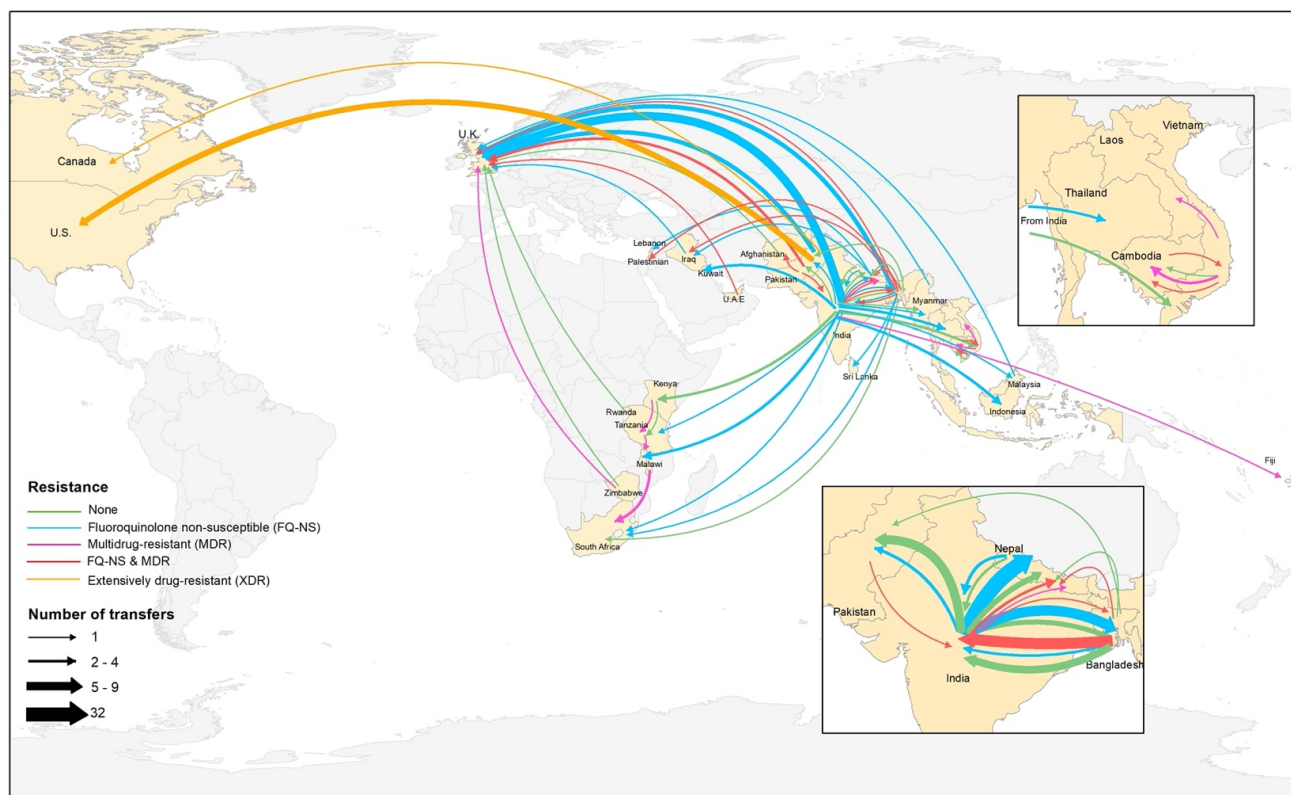 U.K.
Canada
U.S.
Lebanon
Palestinian
Iraq
Kuwait
U.A.E
Afghanistan
Pakistan
Myanmar
India
Sri Lanka
Malaysia
Indonesia
Kenya
Rwanda
Tanzania
Malawi
Zimbabwe
South Africa
Fiji
Vietnam
Laos
Thailand
From India
Cambodia
Nepal
Pakistan
Bangladesh
India
Resistance
None
Fluoroquinolone non-susceptible (FQ-NS)
Multidrug-resistant (MDR)
FQ-NS & MDR
Extensively drug-resistant (XDR)
Number of transfers
1
2 - 4
5 - 9
32